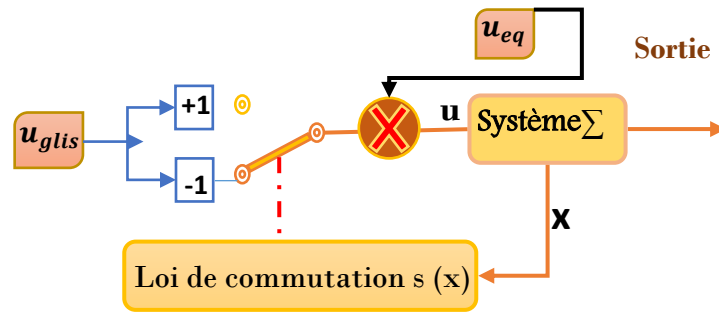 u_eq
Sortie
+1
u_glis
u
Système∑
-1
x
Loi de commutation s (x)